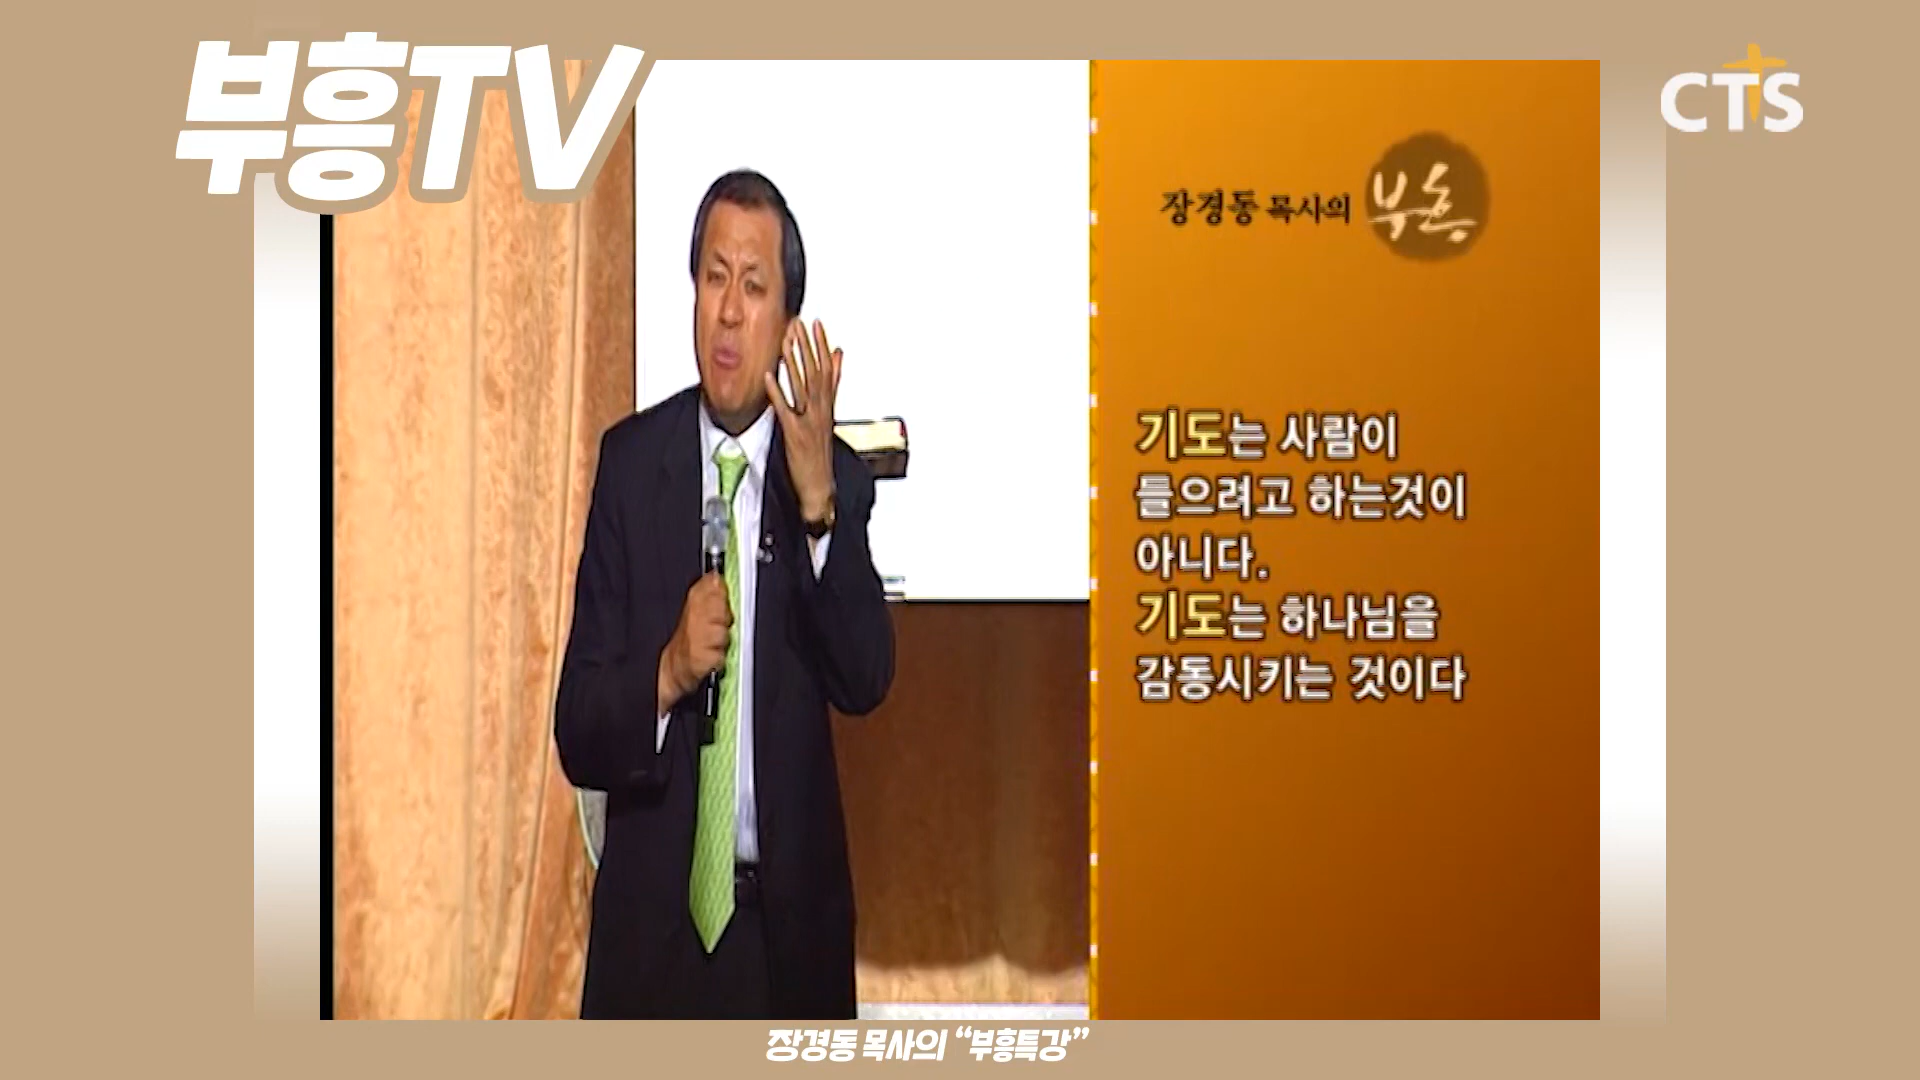 부흥TV
CTS
장경동 목사의 부흥
기도는 사람이
들으려고 하는것이
아니다.
기도는 하나님을
감동시키는 것이다
장경동 목사의 “부흥특강”